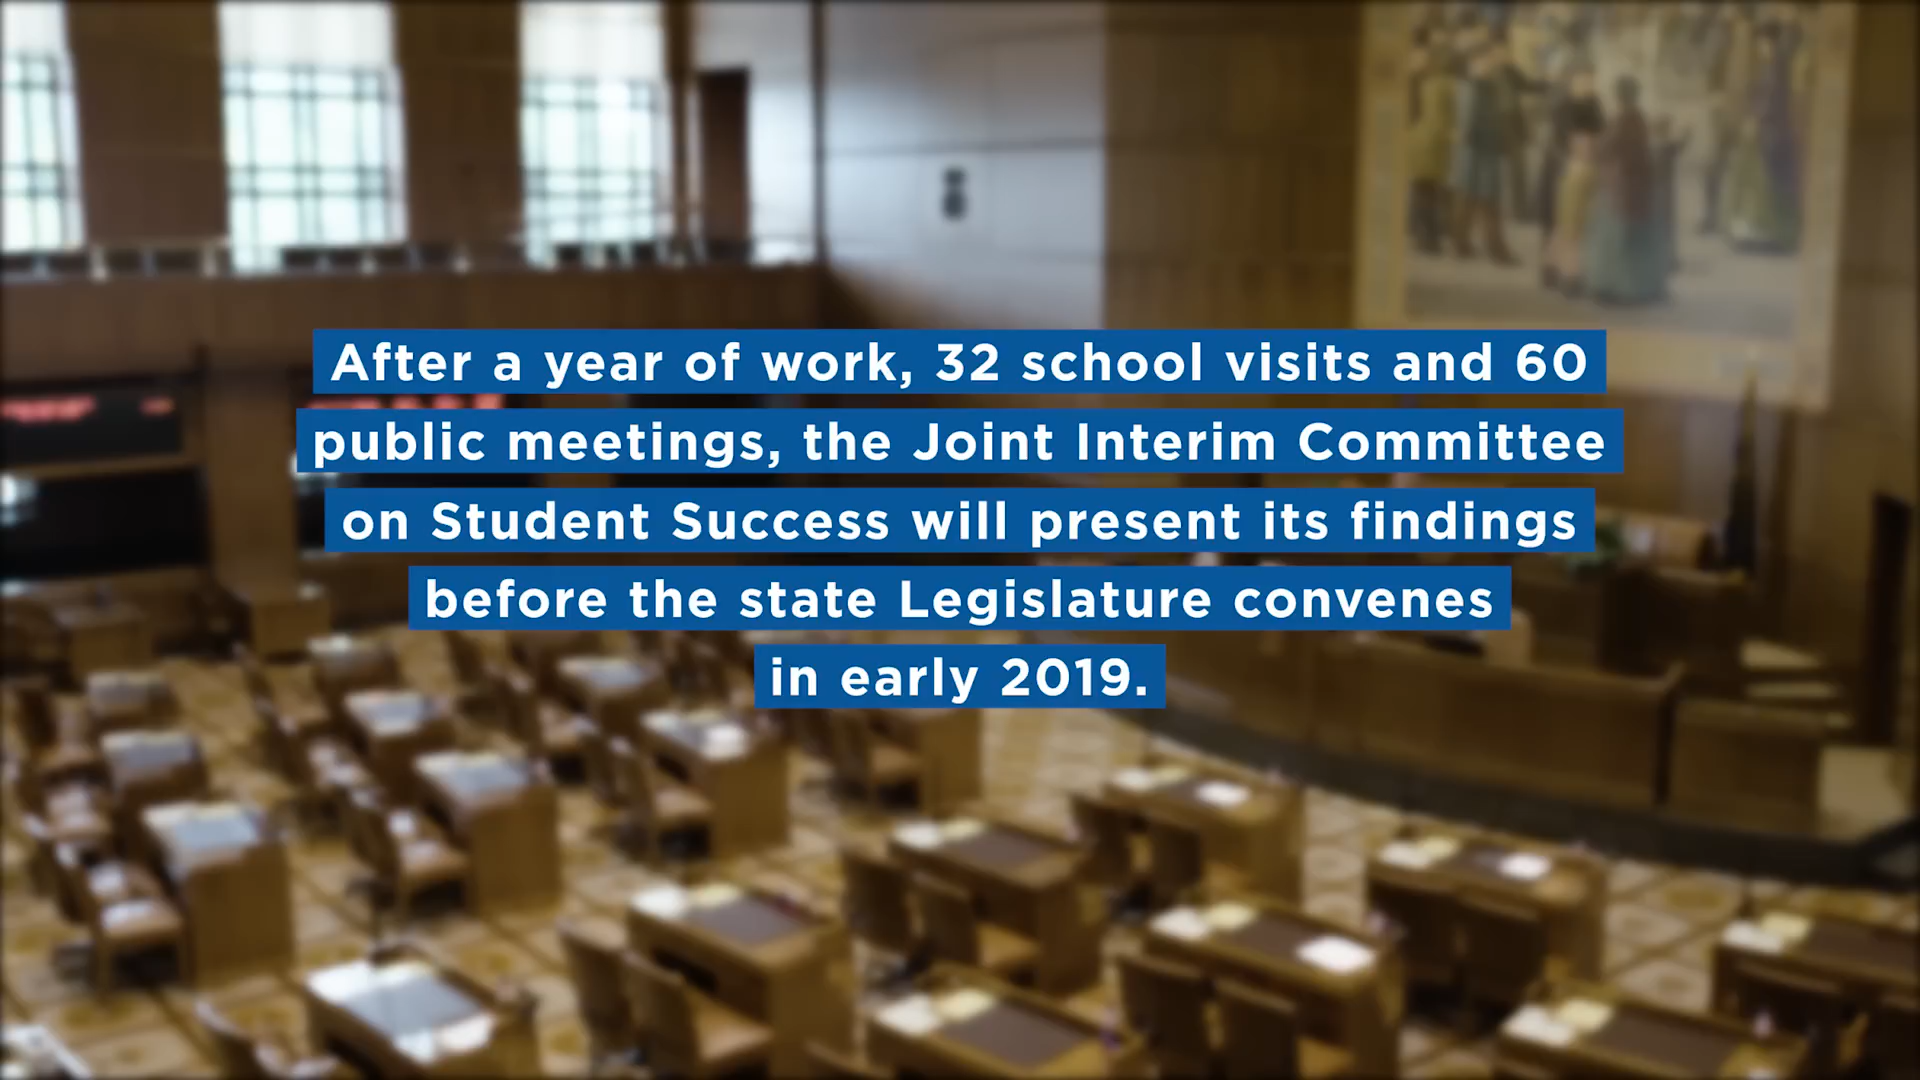 After a year of work, 32 school visits and 60
public meetings, the Joint Interim Committee
on Student Success will present its findings
before the state Legislature convenes
in early 2019.